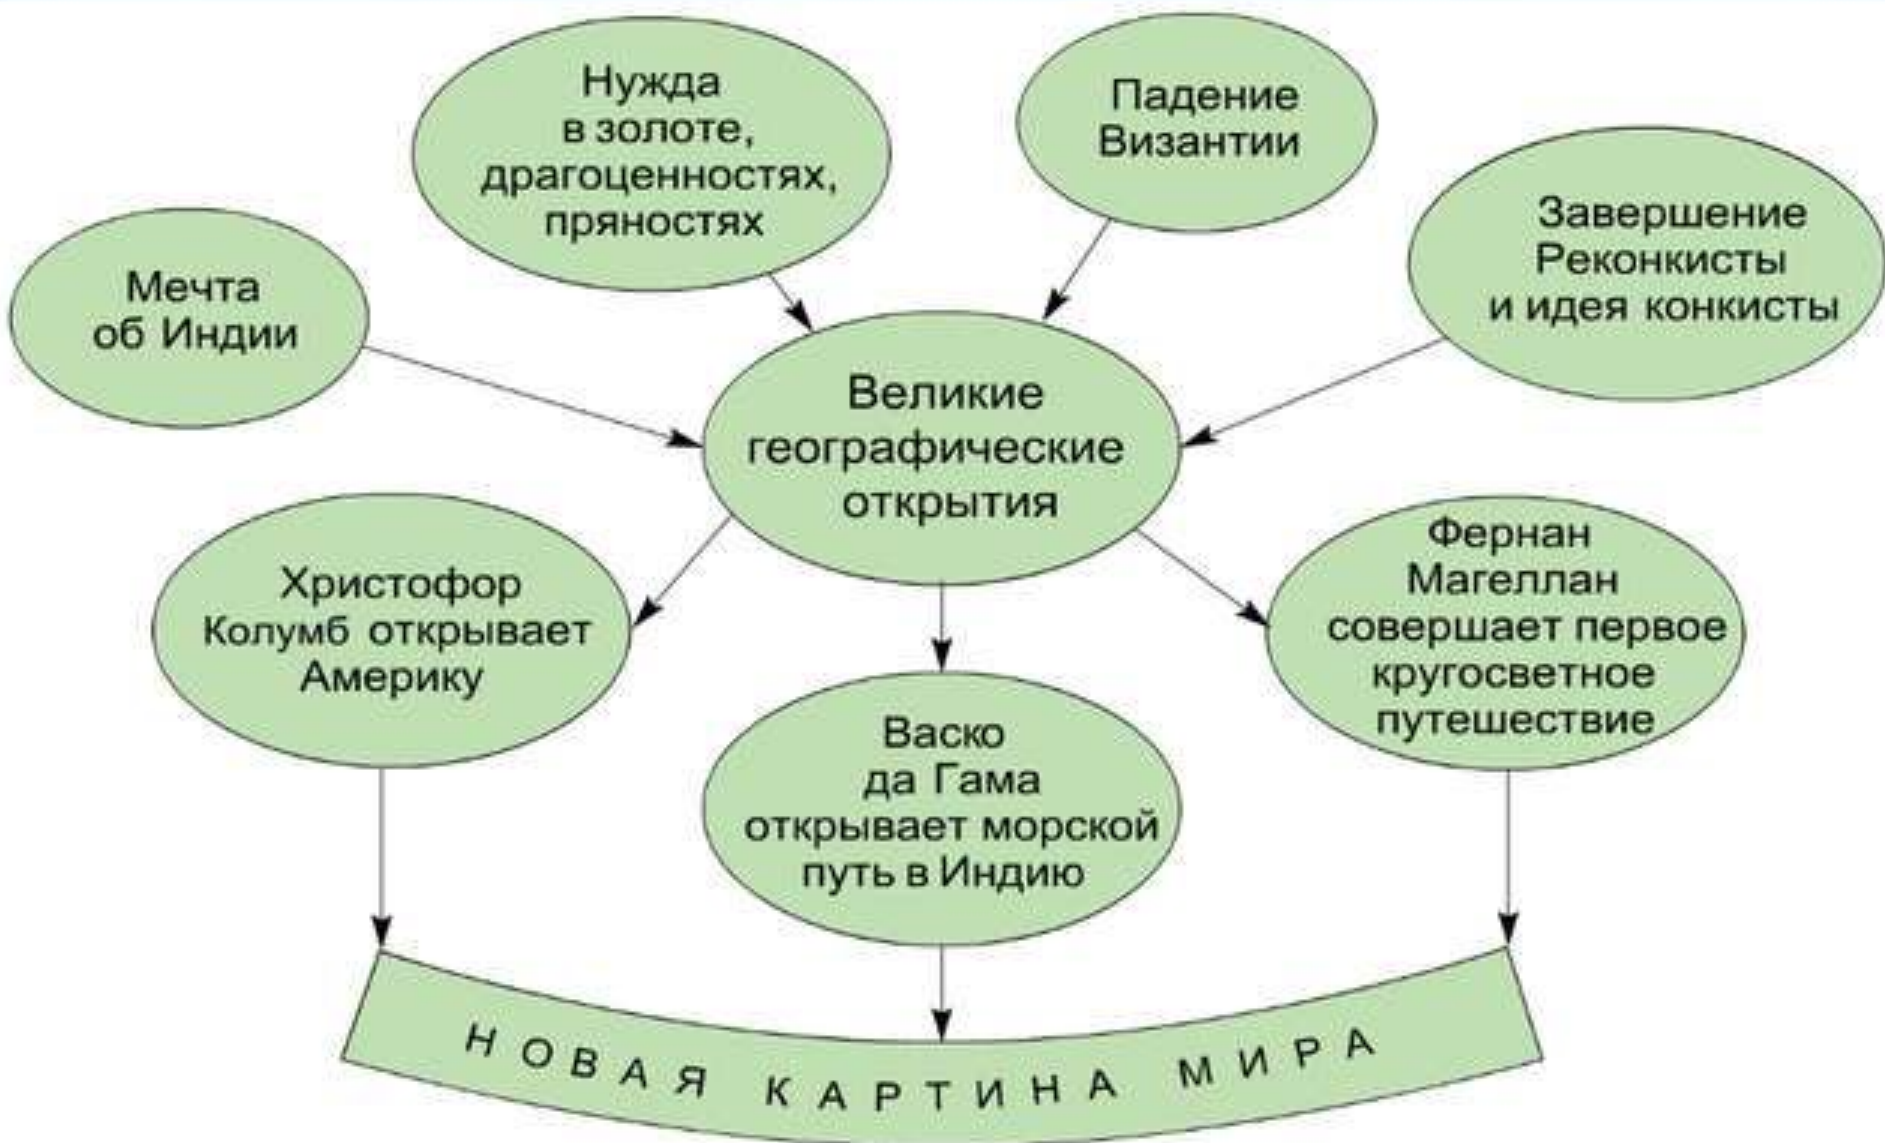 Нужда
в золоте,
драгоценностях,
пряностях
Падение
Византии
Завершение
Реконкисты
и идея конкисты
Мечта
об Индии
Великие
географические
открытия
Христофор
Колумб открывает
Америку
Васко
да Гама
открывает морской
путь в Индию
Фернан
Магеллан
совершает первое
кругосветное
путешествие
НОВАЯ КАРТИНА МИРА